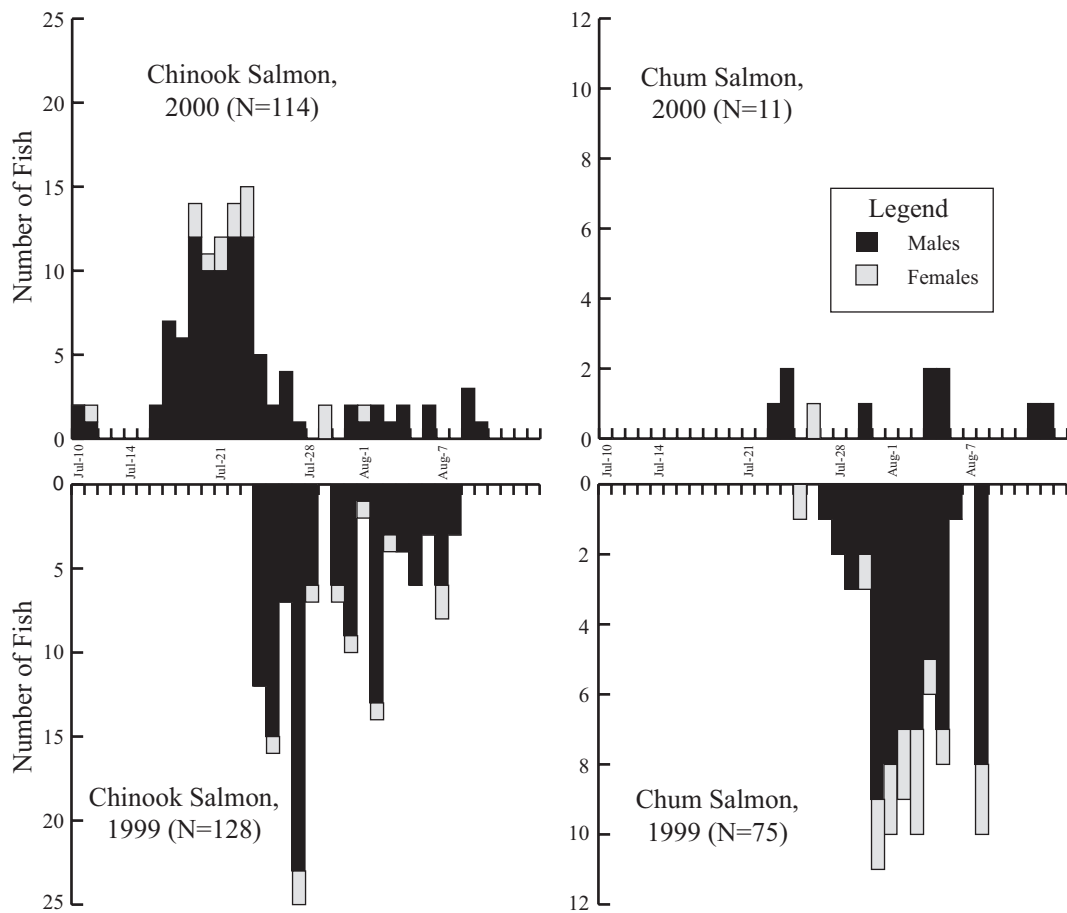 25
20
15
10
5
0
Number of Fish
Chinook Salmon,
2000 (N=114)
Jul-10
Jul-14
Jul-21
Jul-28
Aug-1
Aug-7
12
10
8
6
4
2
0
Chum Salmon,
2000 (N=11)
Legend
Males
Females
Jul-10
Jul-14
Jul-21
Jul-28
Aug-1
Aug-7
0
5
10
15
20
25
Number of Fish
Chinook Salmon,
1999 (N=128)
0
2
4
6
8
10
12
Chum Salmon,
1999 (N=75)